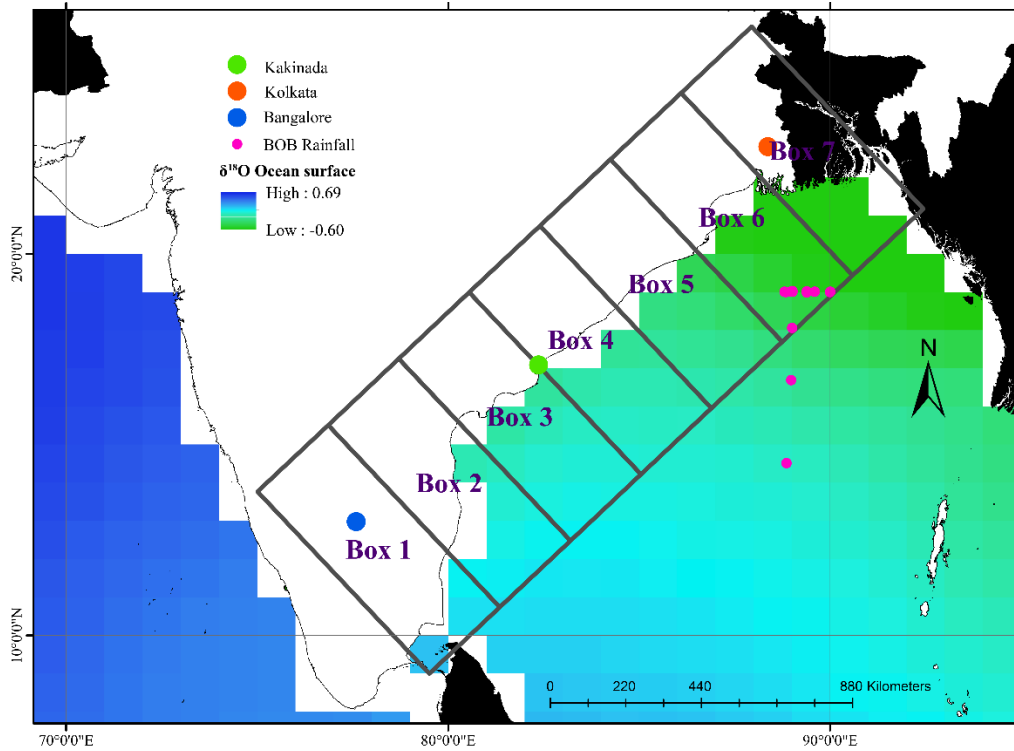 Kakinada
Kolkata
Bangalore
BOB Rainfall
δ¹⁸O Ocean surface
High : 0.69
Low : -0.60
Box 7
Box 6
Box 5
Box 4
Box 3
Box 2
Box 1
N
20°0'0"N
10°0'0"N
0 220 440 880 Kilometers
70°0'0"E 80°0'0"E 90°0'0"E